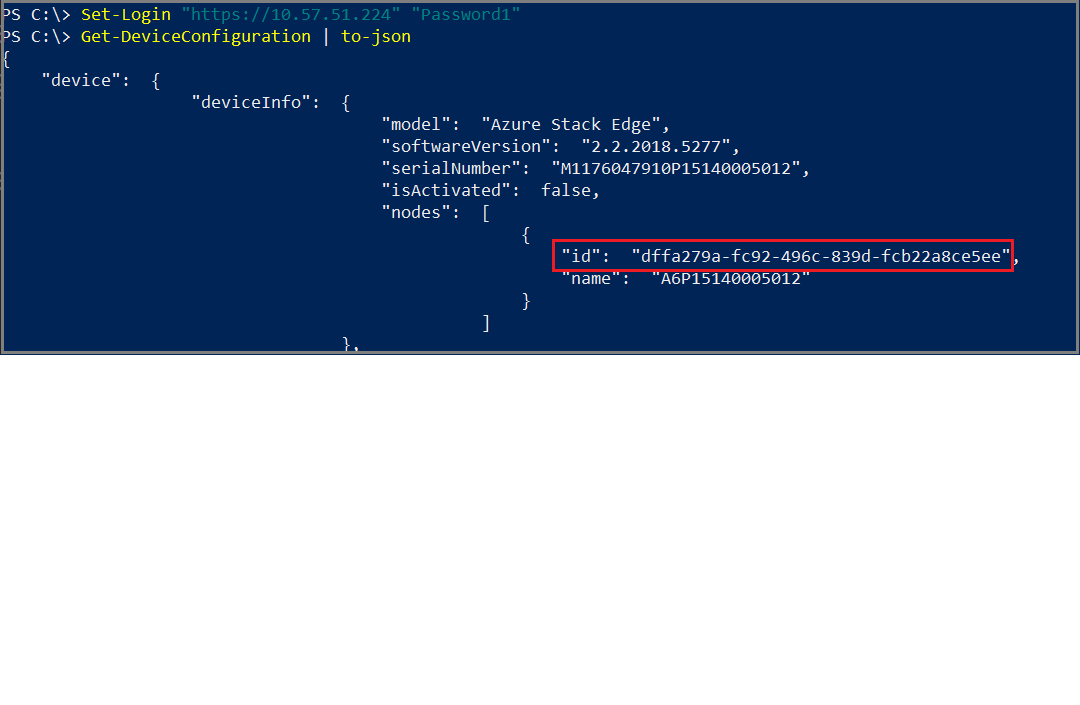 PS C:\> Set-Login "https://10.57.51.224" "Password1"
PS C:\> Get-DeviceConfiguration | to-json
{
"device": {
"deviceInfo": {
"model": "Azure Stack Edge",
"softwareVersion": "2.2.2018.5277",
"serialNumber": "M1176047910P15140005012",
"isActivated": false,
"nodes": [
{
"id": "dffa279a-fc92-496c-839d-fcb22a8ce5ee",
"name": "A6P15140005012"
}
]
},